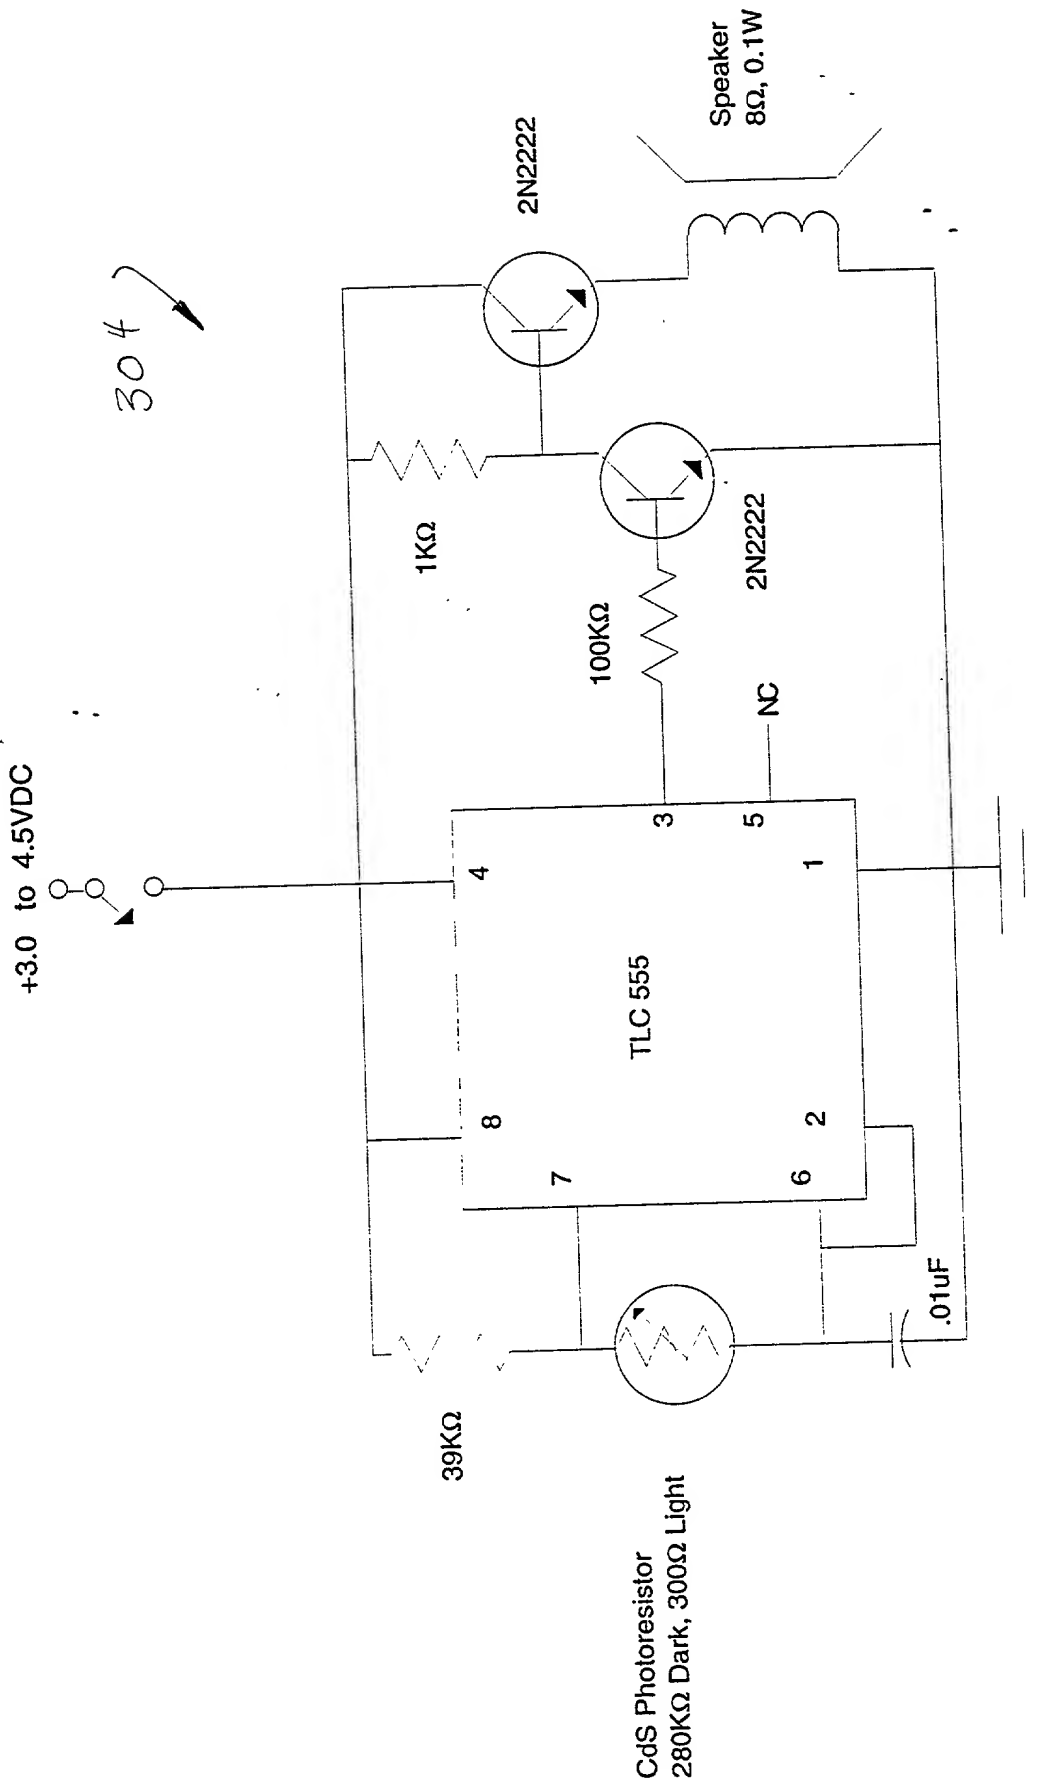 304
+3.0 to 4.5VDC
2N2222
Speaker
8Ω, 0.1W
1KΩ
2N2222
100KΩ
NC
4
3
5
1
TLC 555
8
7
6
2
39KΩ
.01uF
CdS Photoresistor
280KΩ Dark, 300Ω Light